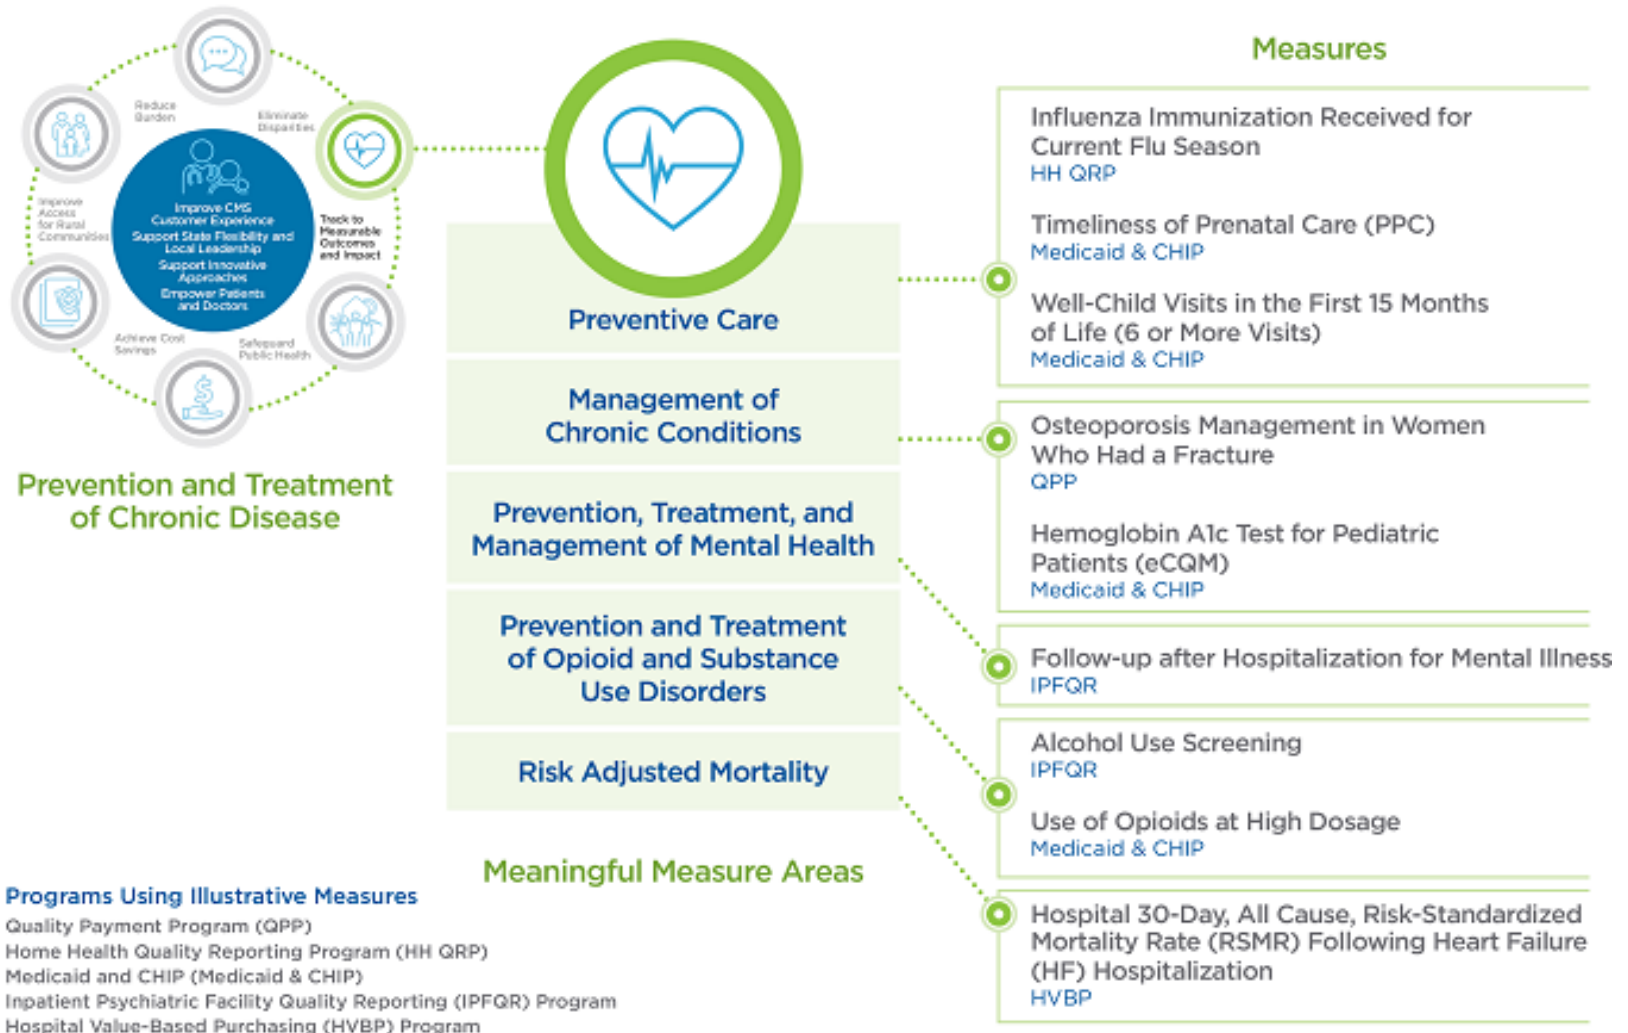 Reduce
Burden
Eliminate
Disparities
Improve
Access
for Rural
Communities
Improve CMS
Customer Experience
Support State Flexibility and
Local Leadership
Support Innovative
Approaches
Empower Patients
and Doctors
Track to
Measurable
Outcomes
and Impact
Achieve Cost
Savings
Safeguard
Public Health
Prevention and Treatment
of Chronic Disease
Preventive Care
Management of
Chronic Conditions
Prevention, Treatment, and
Management of Mental Health
Prevention and Treatment
of Opioid and Substance
Use Disorders
Risk Adjusted Mortality
Meaningful Measure Areas
Measures
Influenza Immunization Received for
Current Flu Season
HH QRP
Timeliness of Prenatal Care (PPC)
Medicaid & CHIP
Well-Child Visits in the First 15 Months
of Life (6 or More Visits)
Medicaid & CHIP
Osteoporosis Management in Women
Who Had a Fracture
QPP
Hemoglobin A1c Test for Pediatric
Patients (eCQM)
Medicaid & CHIP
Follow-up after Hospitalization for Mental Illness
IPFQR
Alcohol Use Screening
IPFQR
Use of Opioids at High Dosage
Medicaid & CHIP
Hospital 30-Day, All Cause, Risk-Standardized
Mortality Rate (RSMR) Following Heart Failure
(HF) Hospitalization
HVBP
Programs Using Illustrative Measures
Quality Payment Program (QPP)
Home Health Quality Reporting Program (HH QRP)
Medicaid and CHIP (Medicaid & CHIP)
Inpatient Psychiatric Facility Quality Reporting (IPFQR) Program
Hospital Value-Based Purchasing (HVBP) Program